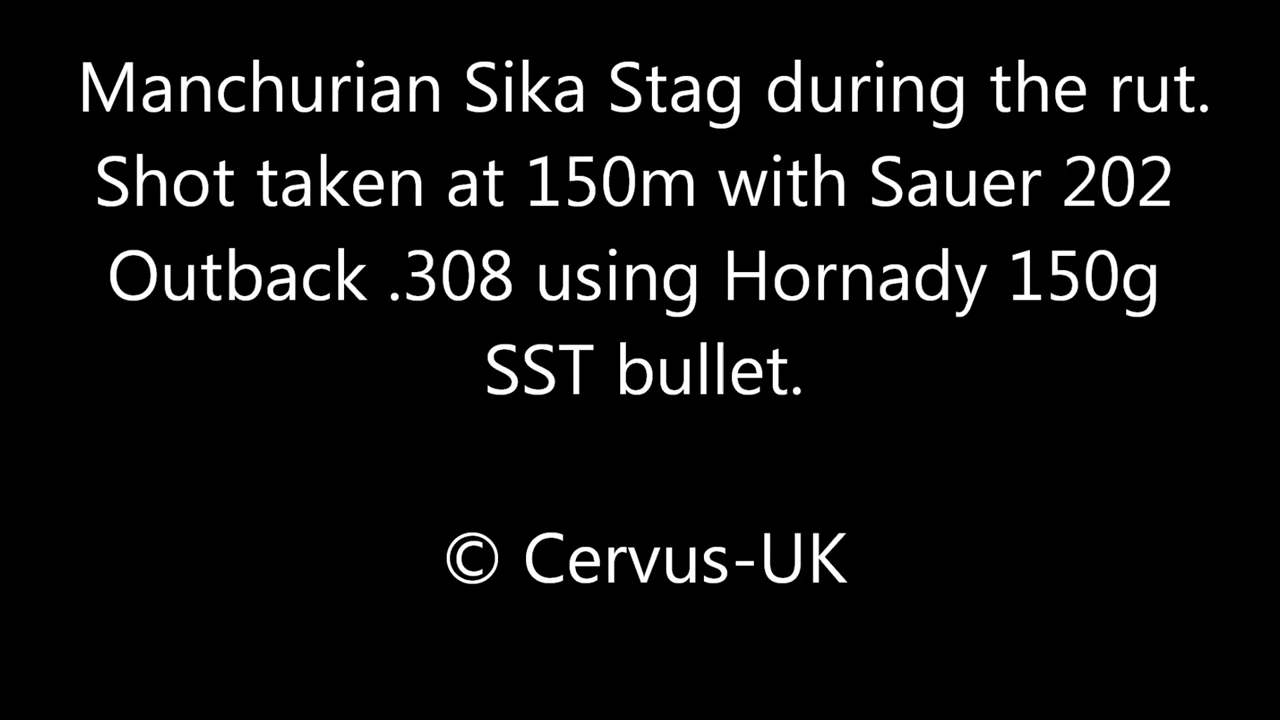 Manchurian Sika Stag during the rut.
Shot taken at 150m with Sauer 202
Outback .308 using Hornady 150g
SST bullet.
© Cervus-UK